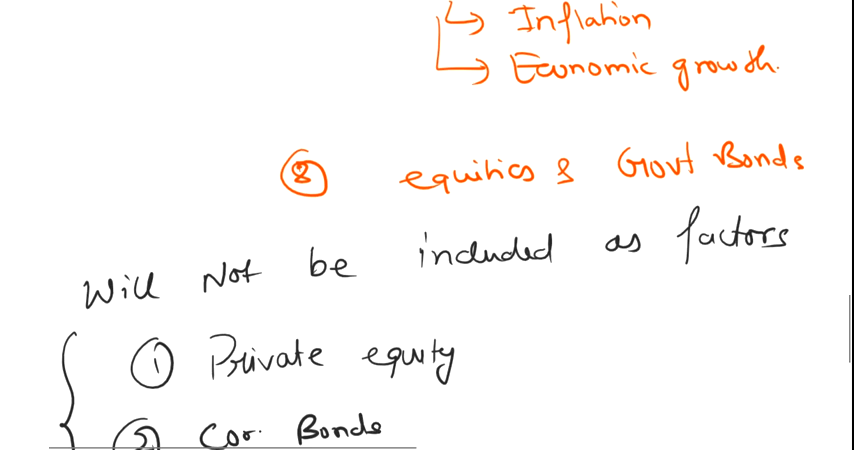 ↳ Inflation
↳ Economic growth.
⑧ equities & Govt Bonds
Will Not be included as factors
① Private equity
② Cor. Bonds